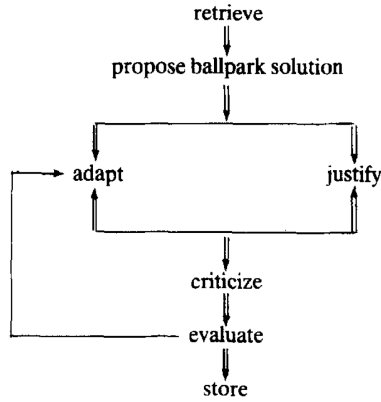 retrieve
propose ballpark solution
adapt
justify
criticize
evaluate
store